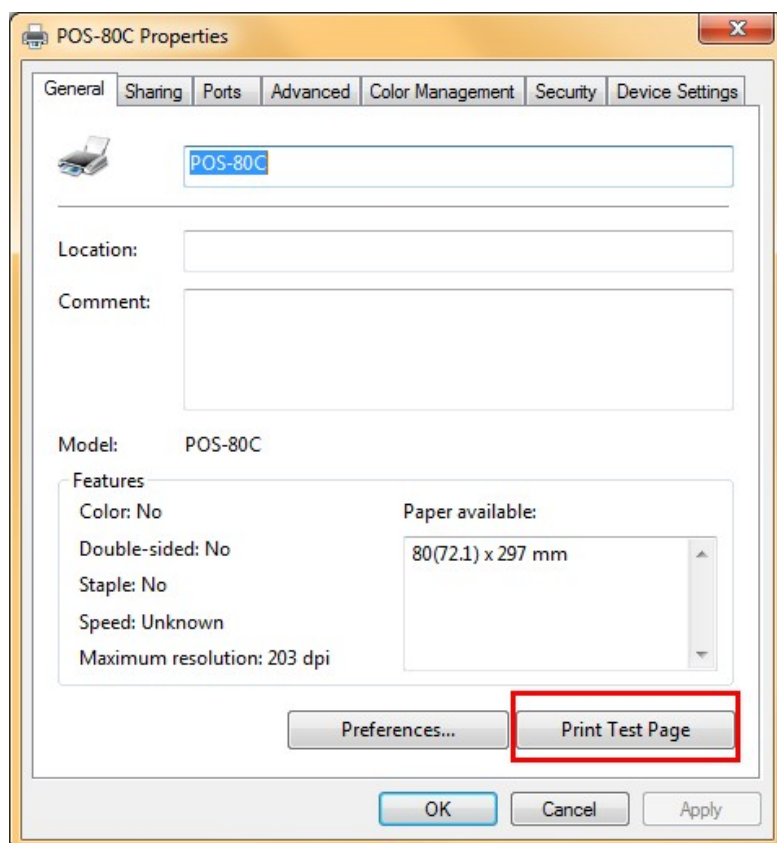 POS-80C Properties
General Sharing Ports Advanced Color Management Security Device Settings
POS-80C
Location:
Comment:
Model: POS-80C
Features
Color: No
Paper available:
Double-sided: No
80(72.1) x 297 mm
Staple: No
Speed: Unknown
Maximum resolution: 203 dpi
Preferences... Print Test Page
OK Cancel Apply